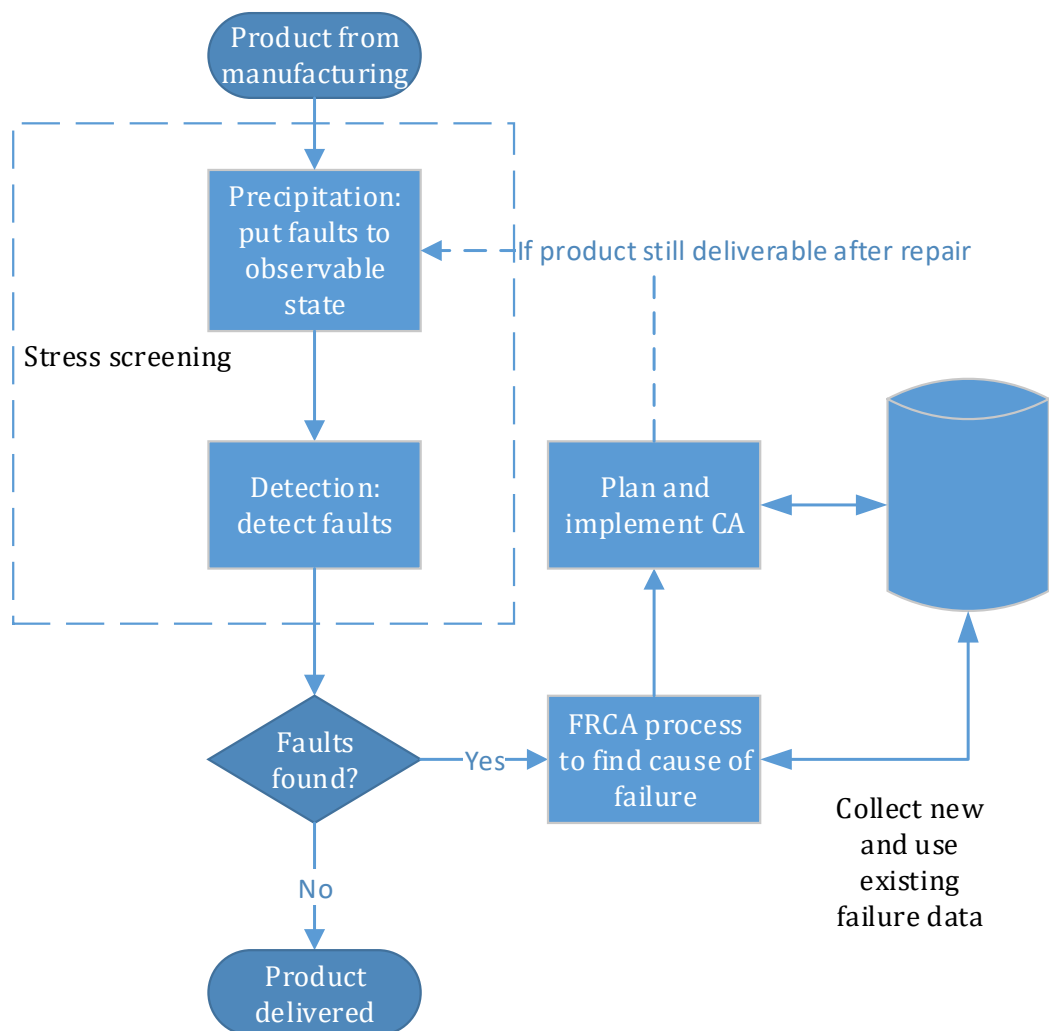 Product from
manufacturing
Precipitation:
put faults to
observable
state
If product still deliverable after repair
Stress screening
Detection:
detect faults
Plan and
implement CA
Faults
found?
Yes
FRCA process
to find cause of
failure
Collect new
and use
existing
failure data
No
Product
delivered